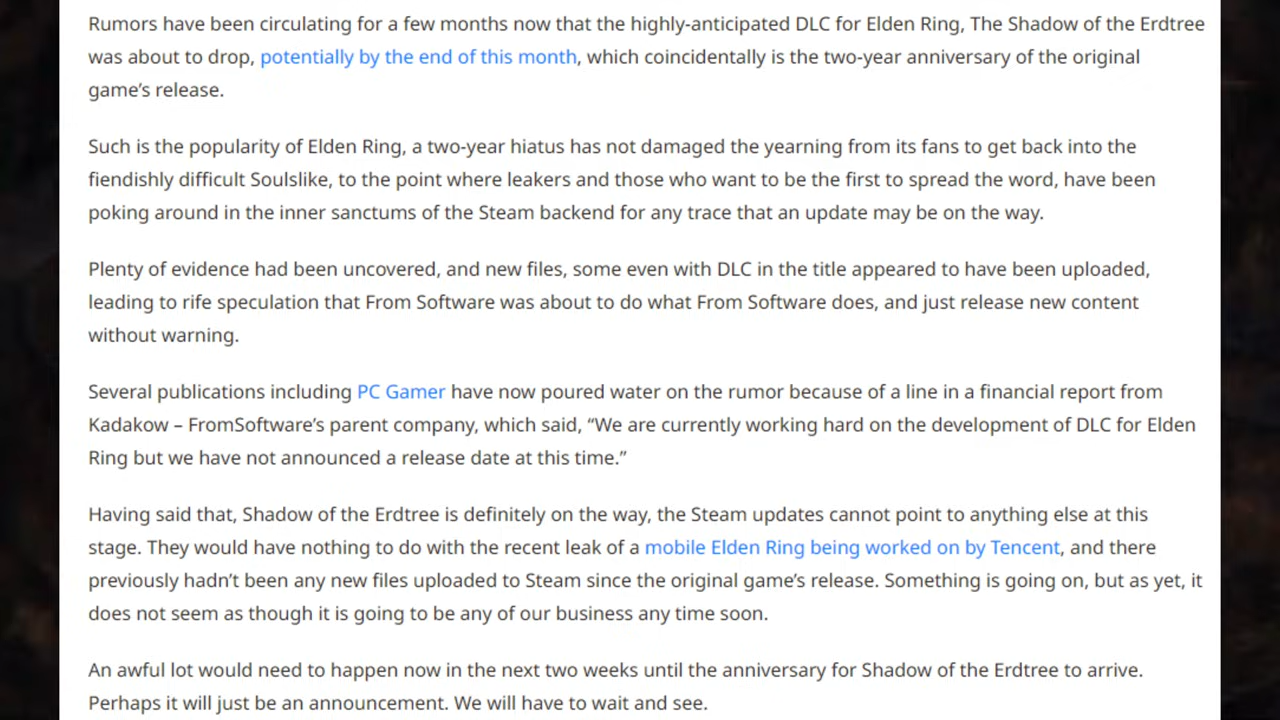 Rumors have been circulating for a few months now that the highly-anticipated DLC for Elden Ring, The Shadow of the Erdtree
was about to drop, potentially by the end of this month, which coincidentally is the two-year anniversary of the original
game’s release.
Such is the popularity of Elden Ring, a two-year hiatus has not damaged the yearning from its fans to get back into the
fiendishly difficult Soulslike, to the point where leakers and those who want to be the first to spread the word, have been
poking around in the inner sanctums of the Steam backend for any trace that an update may be on the way.
Plenty of evidence had been uncovered, and new files, some even with DLC in the title appeared to have been uploaded,
leading to rife speculation that From Software was about to do what From Software does, and just release new content
without warning.
Several publications including PC Gamer have now poured water on the rumor because of a line in a financial report from
Kadakow – FromSoftware’s parent company, which said, “We are currently working hard on the development of DLC for Elden
Ring but we have not announced a release date at this time.”
Having said that, Shadow of the Erdtree is definitely on the way, the Steam updates cannot point to anything else at this
stage. They would have nothing to do with the recent leak of a mobile Elden Ring being worked on by Tencent, and there
previously hadn’t been any new files uploaded to Steam since the original game’s release. Something is going on, but as yet, it
does not seem as though it is going to be any of our business any time soon.
An awful lot would need to happen now in the next two weeks until the anniversary for Shadow of the Erdtree to arrive.
Perhaps it will just be an announcement. We will have to wait and see.